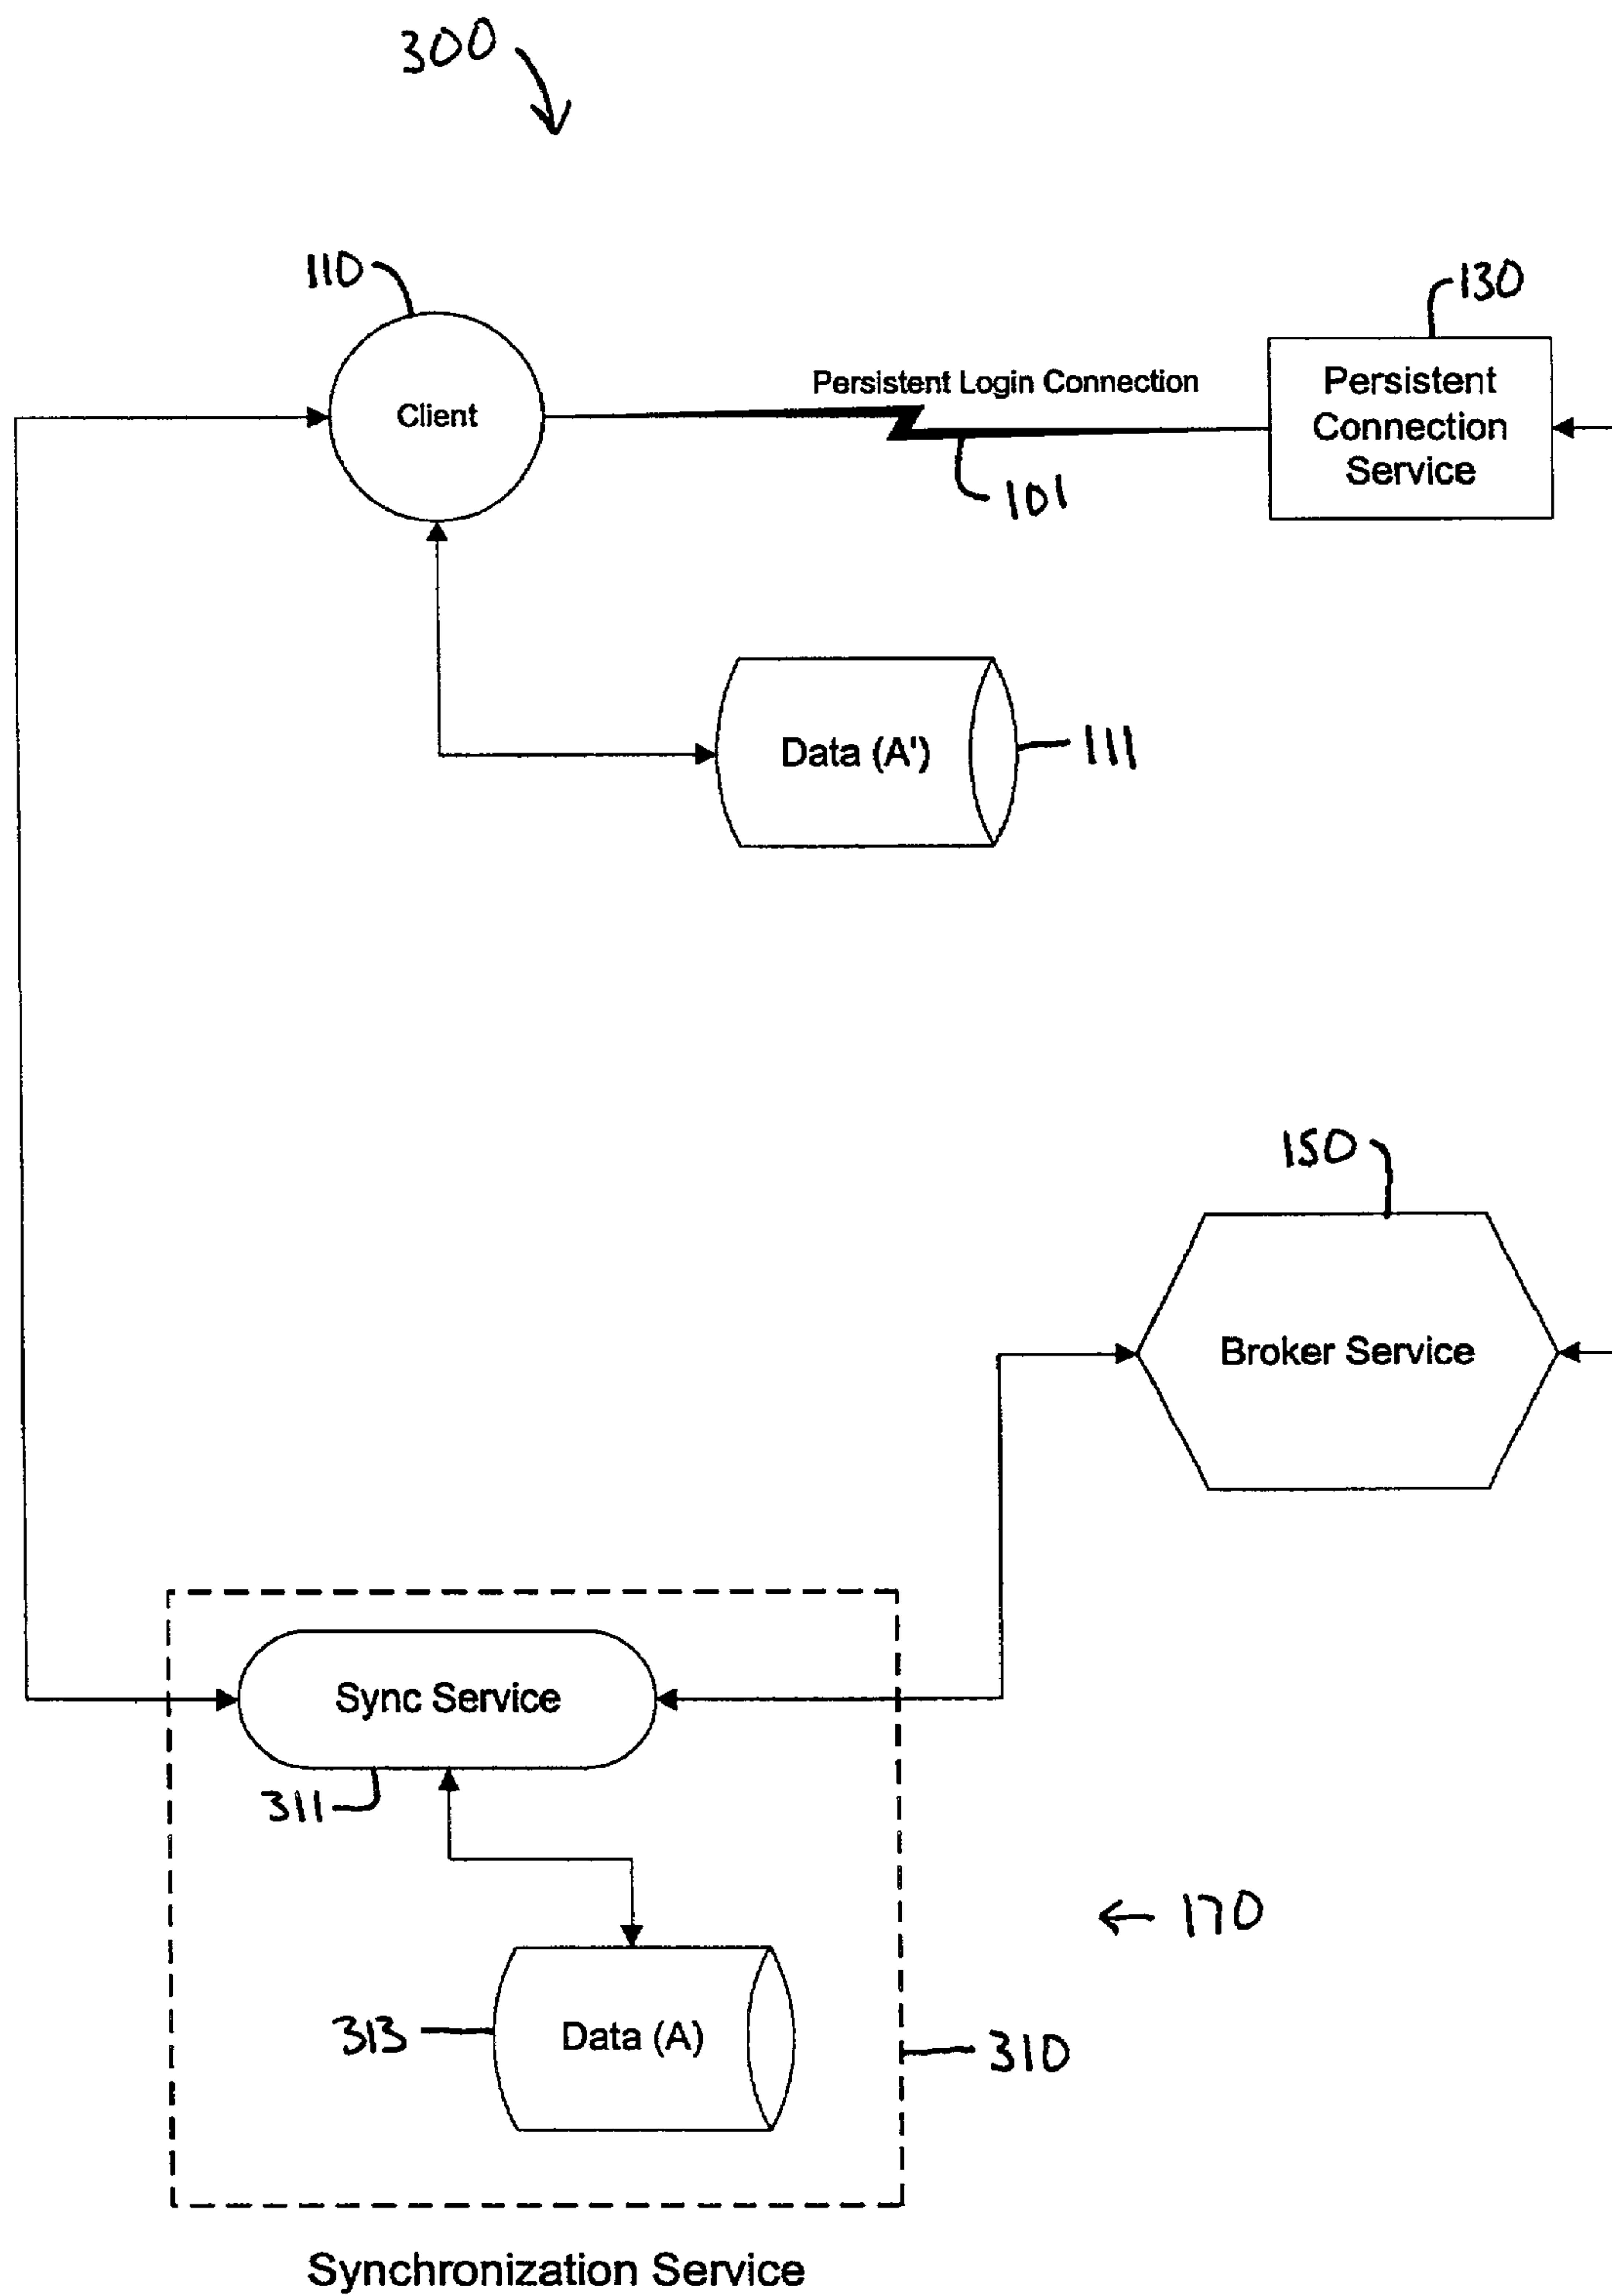 300
110
130
Persistent Login Connection
Persistent
Connection
Service
Client
101
Data (A')
111
150
Broker Service
Sync Service
311
170
313
Data (A)
310
Synchronization Service